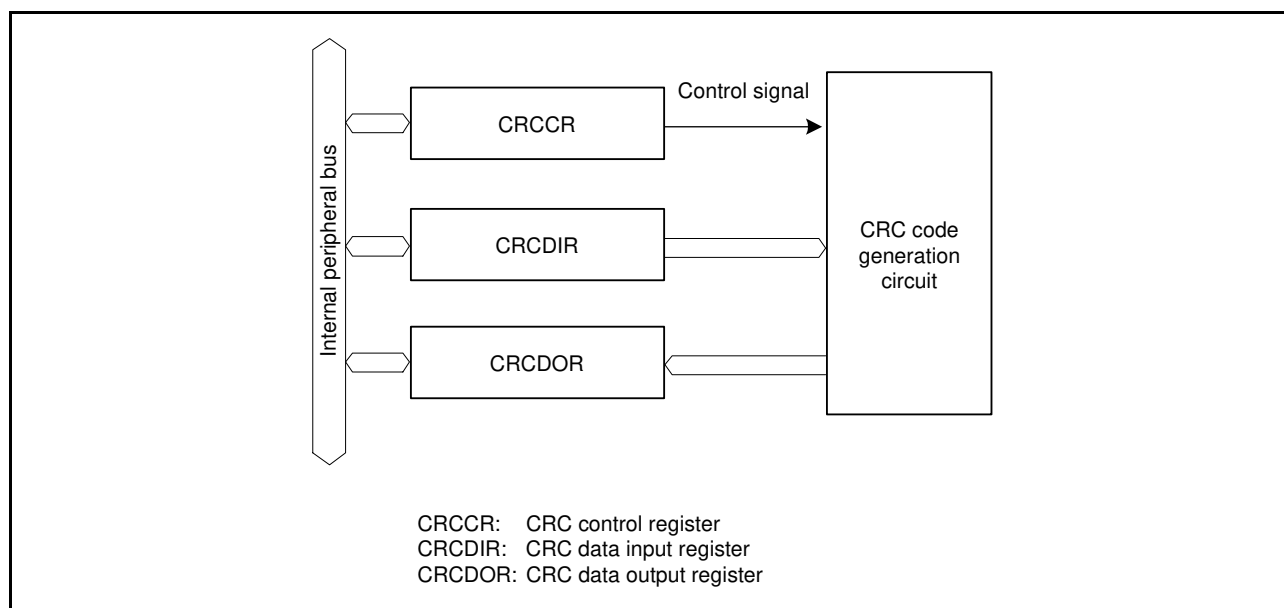 Control signal
CRCCR
Internal peripheral bus
CRCDIR
CRC code
generation
circuit
CRCDOR
CRCCR: CRC control register
CRCDIR: CRC data input register
CRCDOR: CRC data output register